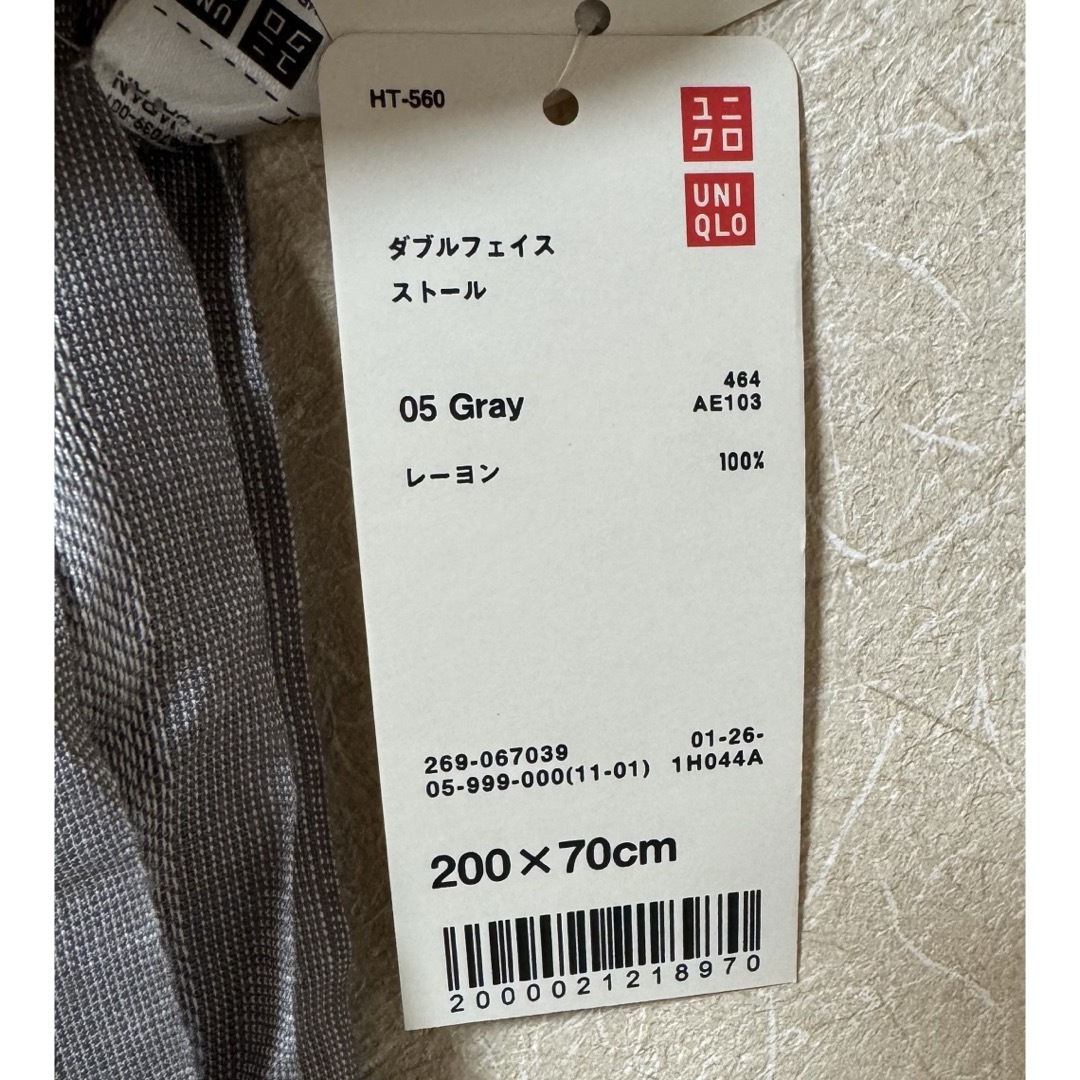 HT-560
ユニ
クロ
UNI
QLO
ダブルフェイス
ストール
05 Gray
464
AE103
レーヨン 100%
269-067039 01-26-
05-999-000(11-01) 1H044A
200×70cm
2000021218970